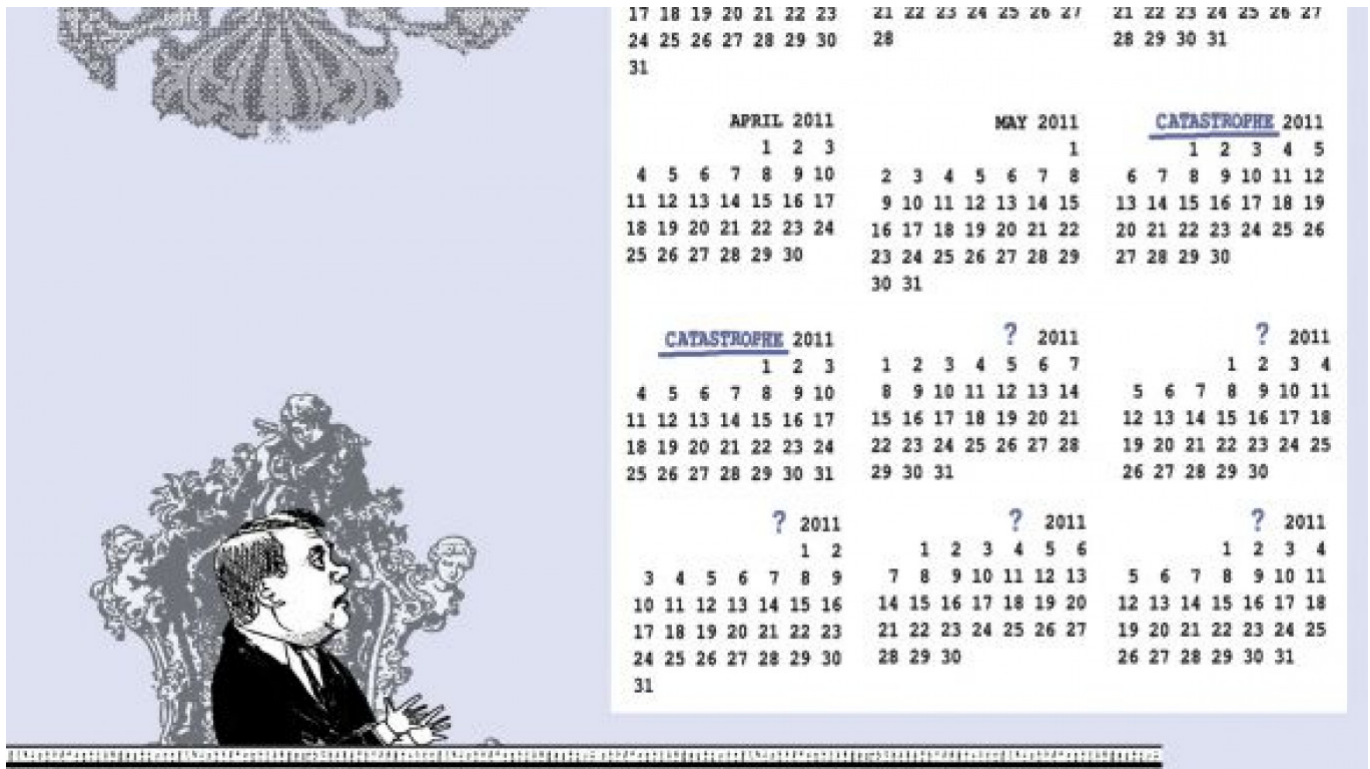 17 18 19 20 21 22 23
24 25 26 27 28 29 30
31
21 22 23 24 25 26 27
28
21 22 23 24 25 26 27
28 29 30 31
APRIL 2011
1 2 3
4 5 6 7 8 9 10
11 12 13 14 15 16 17
18 19 20 21 22 23 24
25 26 27 28 29 30
MAY 2011
1
2 3 4 5 6 7 8
9 10 11 12 13 14 15
16 17 18 19 20 21 22
23 24 25 26 27 28 29
30 31
CATASTROPHE 2011
1 2 3 4 5
6 7 8 9 10 11 12
13 14 15 16 17 18 19
20 21 22 23 24 25 26
27 28 29 30
CATASTROPHE 2011
1 2 3
4 5 6 7 8 9 10
11 12 13 14 15 16 17
18 19 20 21 22 23 24
25 26 27 28 29 30 31
? 2011
1 2 3 4 5 6 7
8 9 10 11 12 13 14
15 16 17 18 19 20 21
22 23 24 25 26 27 28
29 30 31
? 2011
1 2 3 4
5 6 7 8 9 10 11
12 13 14 15 16 17 18
19 20 21 22 23 24 25
26 27 28 29 30
? 2011
1 2
3 4 5 6 7 8 9
10 11 12 13 14 15 16
17 18 19 20 21 22 23
24 25 26 27 28 29 30
31
? 2011
1 2 3 4 5 6
7 8 9 10 11 12 13
14 15 16 17 18 19 20
21 22 23 24 25 26 27
28 29 30
? 2011
1 2 3 4
5 6 7 8 9 10 11
12 13 14 15 16 17 18
19 20 21 22 23 24 25
26 27 28 29 30 31